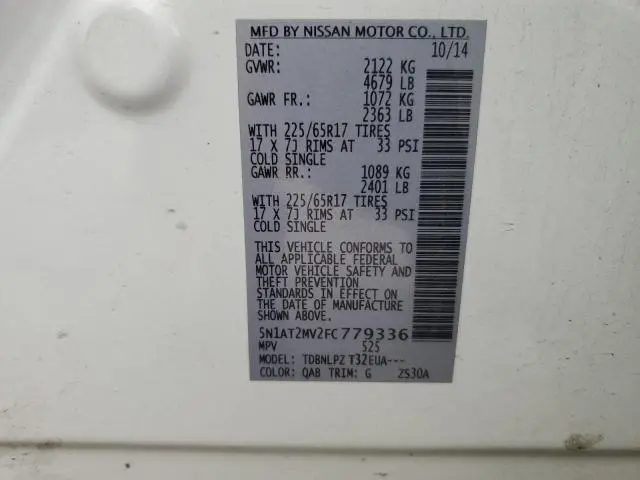 MFD BY NISSAN MOTOR CO., LTD.
DATE: 10/14
GVWR: 2122 KG
4679 LB
GAWR FR.: 1072 KG
2363 LB
WITH 225/65R17 TIRES
17 X 7J RIMS AT 33 PSI
COLD SINGLE
GAWR RR.: 1089 KG
2401 LB
WITH 225/65R17 TIRES
17 X 7J RIMS AT 33 PSI
COLD SINGLE
THIS VEHICLE CONFORMS TO
ALL APPLICABLE FEDERAL
MOTOR VEHICLE SAFETY AND
THEFT PREVENTION
STANDARDS IN EFFECT ON
THE DATE OF MANUFACTURE
SHOWN ABOVE.
5N1AT2MV2FC779336
MPV 525
MODEL: TDBNLPZ T32EUA---
COLOR: QAB TRIM: G ZS30A